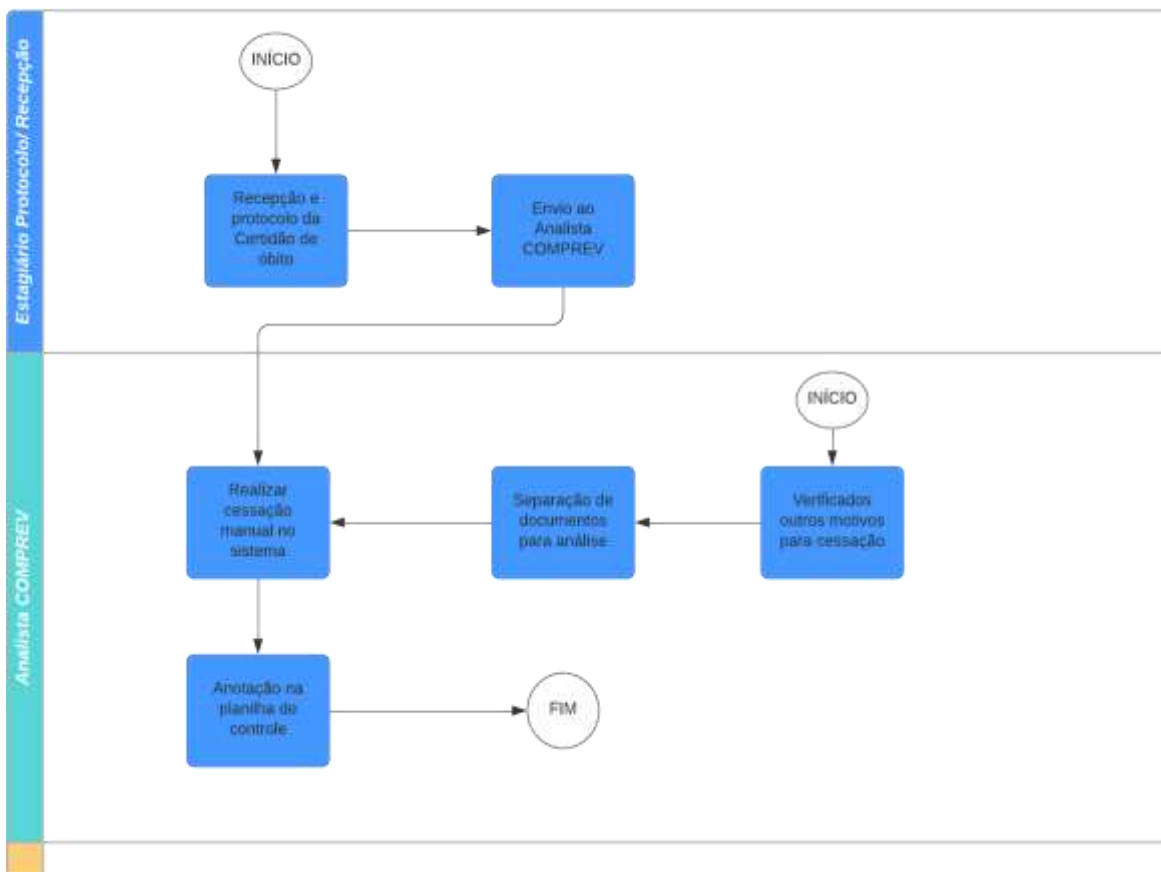 Estagiário Protocolo/ Recepção
INÍCIO
Recepção e
protocolo da
Certidão de
óbito
Envio ao
Analista
COMPREV
Analista COMPREV
INÍCIO
Realizar
cessação
manual no
sistema
Separação de
documentos
para análise
Verificados
outros motivos
para cessação
Anotação na
planilha de
controle
FIM